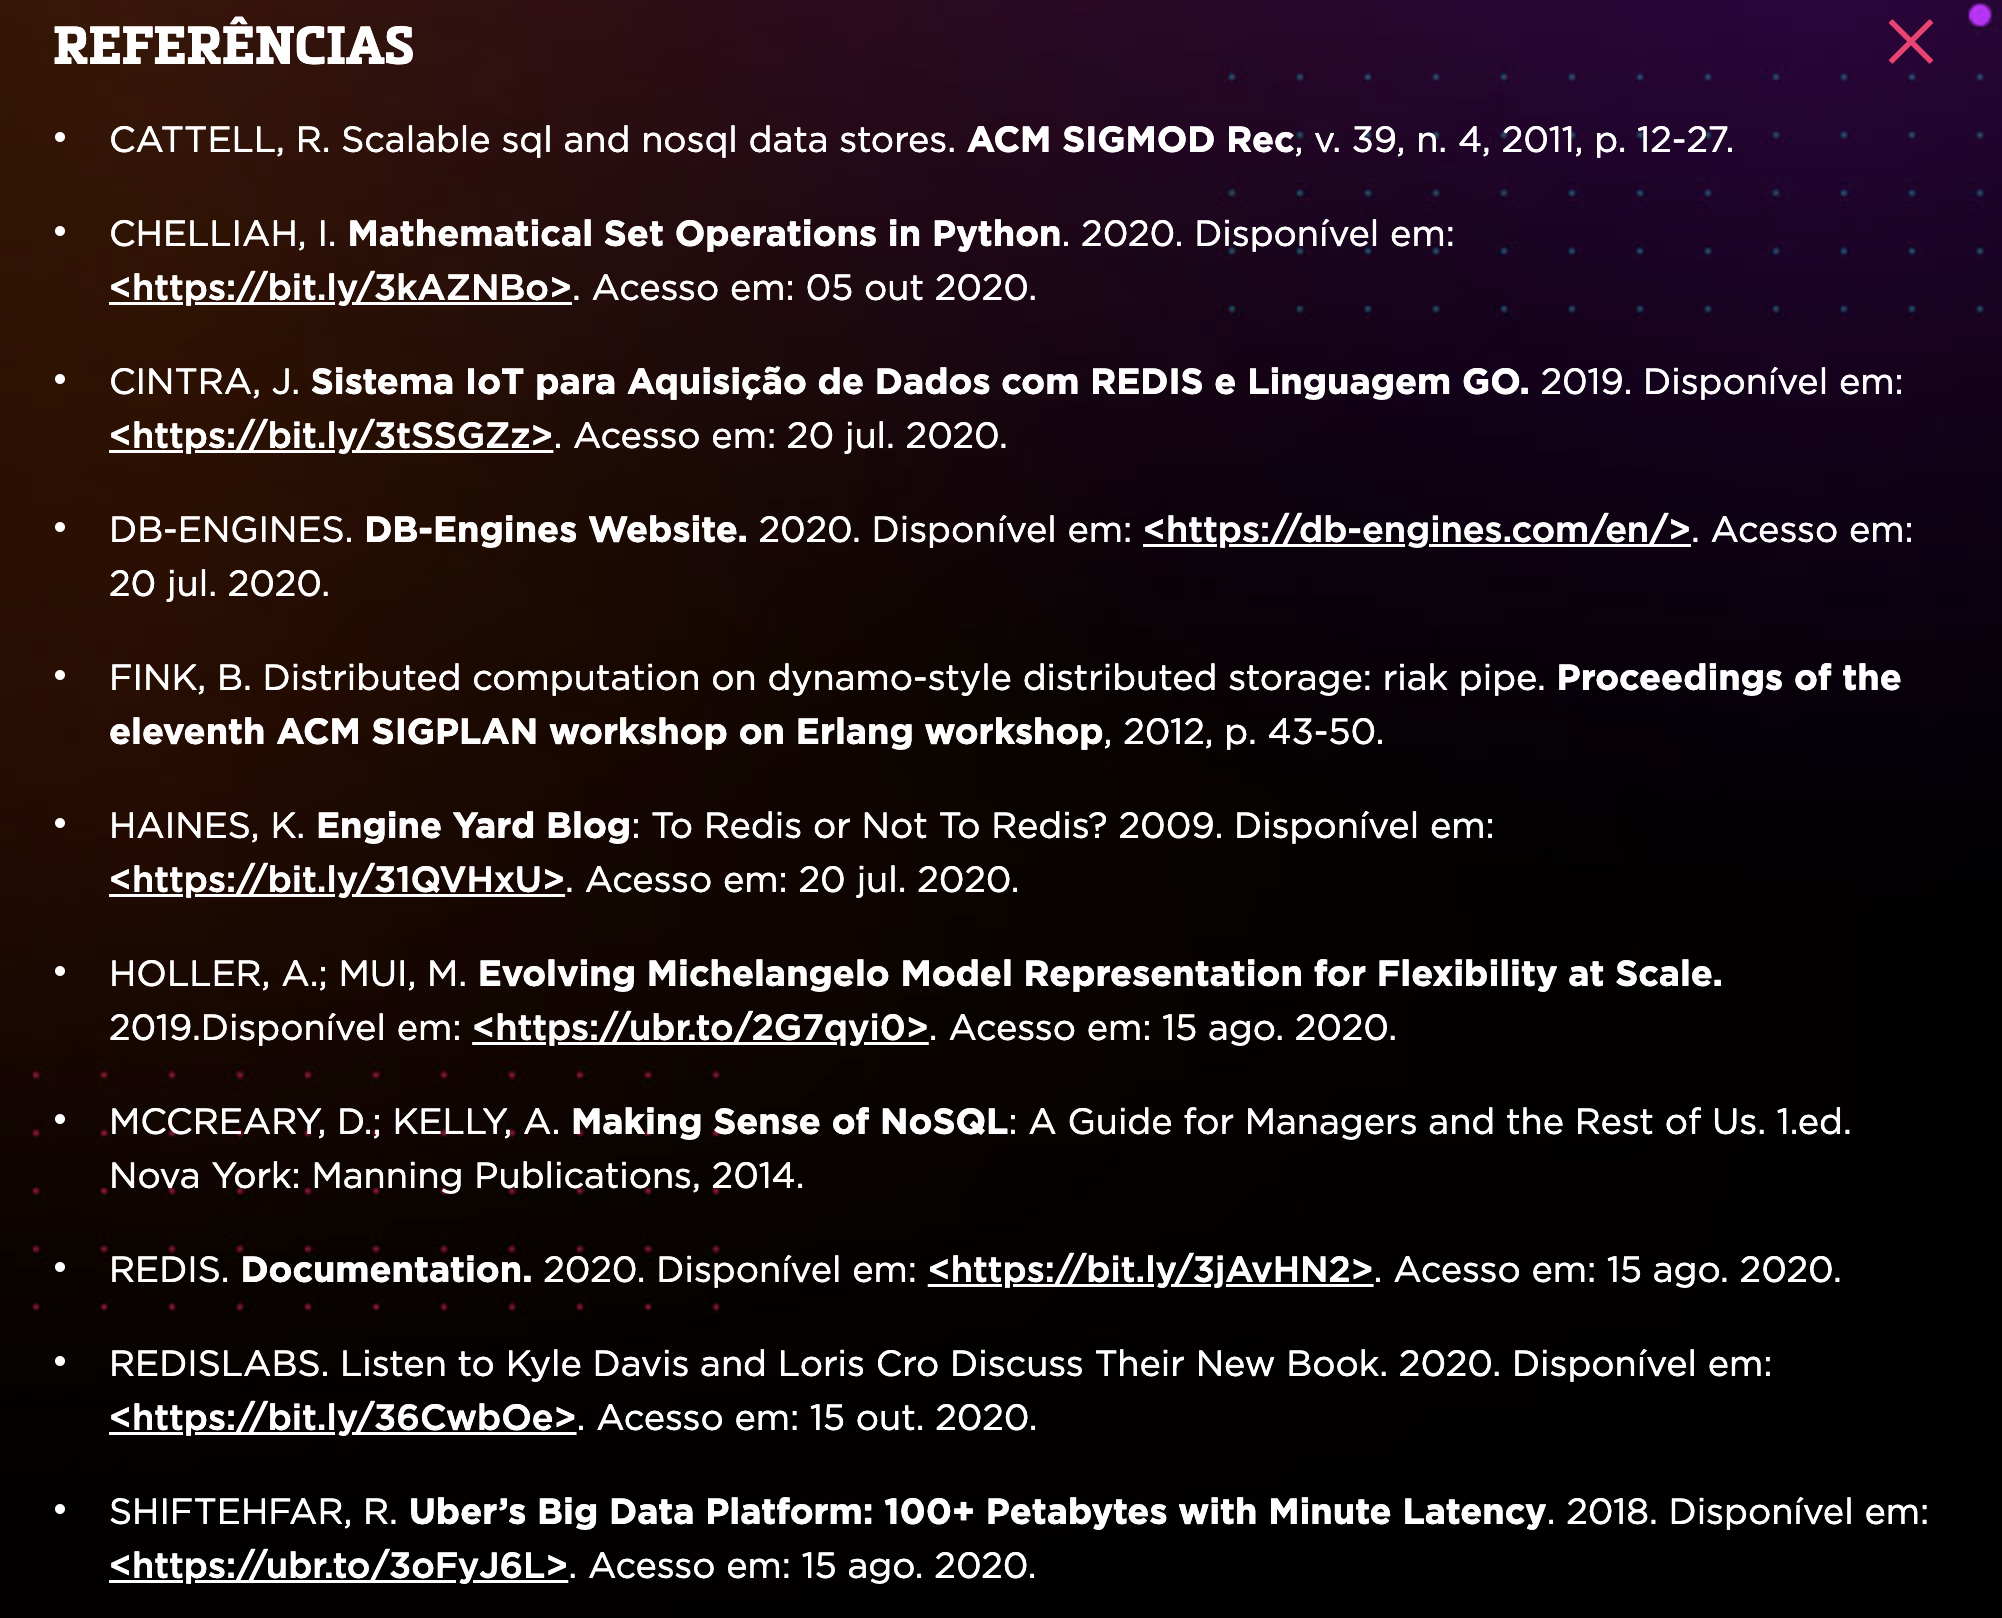 REFERÊNCIAS
• CATTELL, R. Scalable sql and nosql data stores. ACM SIGMOD Rec, v. 39, n. 4, 2011, p. 12-27.
• CHELLIAH, I. Mathematical Set Operations in Python. 2020. Disponível em:
<https://bit.ly/3kAZNBo>. Acesso em: 05 out 2020.
• CINTRA, J. Sistema IoT para Aquisição de Dados com REDIS e Linguagem GO. 2019. Disponível em:
<https://bit.ly/3tSSGZz>. Acesso em: 20 jul. 2020.
• DB-ENGINES. DB-Engines Website. 2020. Disponível em: <https://db-engines.com/en/>. Acesso em:
20 jul. 2020.
• FINK, B. Distributed computation on dynamo-style distributed storage: riak pipe. Proceedings of the
eleventh ACM SIGPLAN workshop on Erlang workshop, 2012, p. 43-50.
• HAINES, K. Engine Yard Blog: To Redis or Not To Redis? 2009. Disponível em:
<https://bit.ly/31QVHxU>. Acesso em: 20 jul. 2020.
• HOLLER, A.; MUI, M. Evolving Michelangelo Model Representation for Flexibility at Scale.
2019.Disponível em: <https://ubr.to/2G7qyi0>. Acesso em: 15 ago. 2020.
• MCCREARY, D.; KELLY, A. Making Sense of NoSQL: A Guide for Managers and the Rest of Us. 1.ed.
Nova York: Manning Publications, 2014.
• REDIS. Documentation. 2020. Disponível em: <https://bit.ly/3jAvHN2>. Acesso em: 15 ago. 2020.
• REDISLABS. Listen to Kyle Davis and Loris Cro Discuss Their New Book. 2020. Disponível em:
<https://bit.ly/36CwbOe>. Acesso em: 15 out. 2020.
• SHIFTEHFAR, R. Uber’s Big Data Platform: 100+ Petabytes with Minute Latency. 2018. Disponível em:
<https://ubr.to/3oFyJ6L>. Acesso em: 15 ago. 2020.